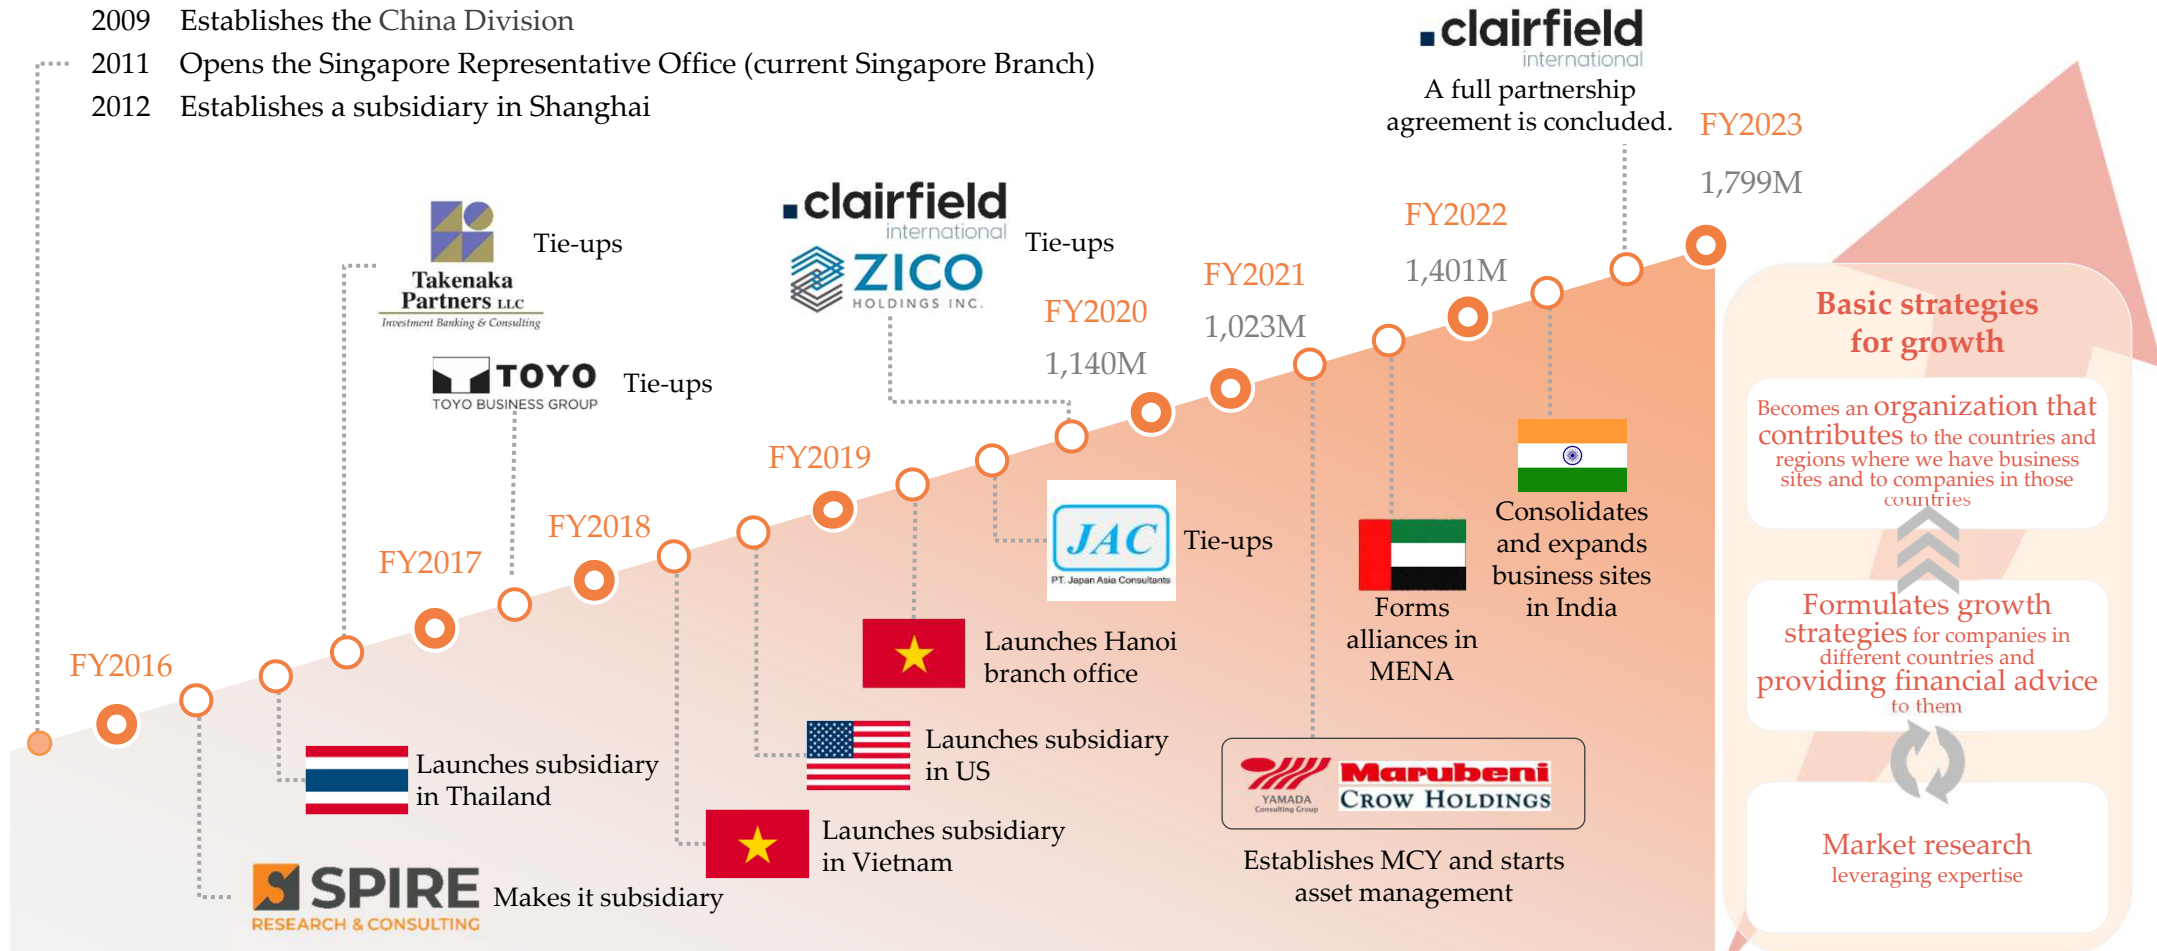 2009 Establishes the China Division
2011 Opens the Singapore Representative Office (current Singapore Branch)
2012 Establishes a subsidiary in Shanghai
clairfield
international
A full partnership
agreement is concluded.
FY2023
1,799M
Takenaka
Partners LLC
Investment Banking & Consulting
Tie-ups
TOYO
TOYO BUSINESS GROUP
Tie-ups
clairfield
international
ZICO
HOLDINGS INC.
Tie-ups
FY2020
1,140M
FY2021
1,023M
FY2022
1,401M
FY2019
FY2018
FY2017
FY2016
JAC
PT. Japan Asia Consultants
Tie-ups
Consolidates
and expands
business sites
in India
Forms
alliances in
MENA
Launches Hanoi
branch office
Launches subsidiary
in US
Launches subsidiary
in Thailand
Launches subsidiary
in Vietnam
SPIRE
RESEARCH & CONSULTING
Makes it subsidiary
YAMADA
Consulting Group
Marubeni
CROW HOLDINGS
Establishes MCY and starts
asset management
Basic strategies
for growth
Becomes an organization that
contributes to the countries and
regions where we have business
sites and to companies in those
countries
Formulates growth
strategies for companies in
different countries and
providing financial advice
to them
Market research
leveraging expertise